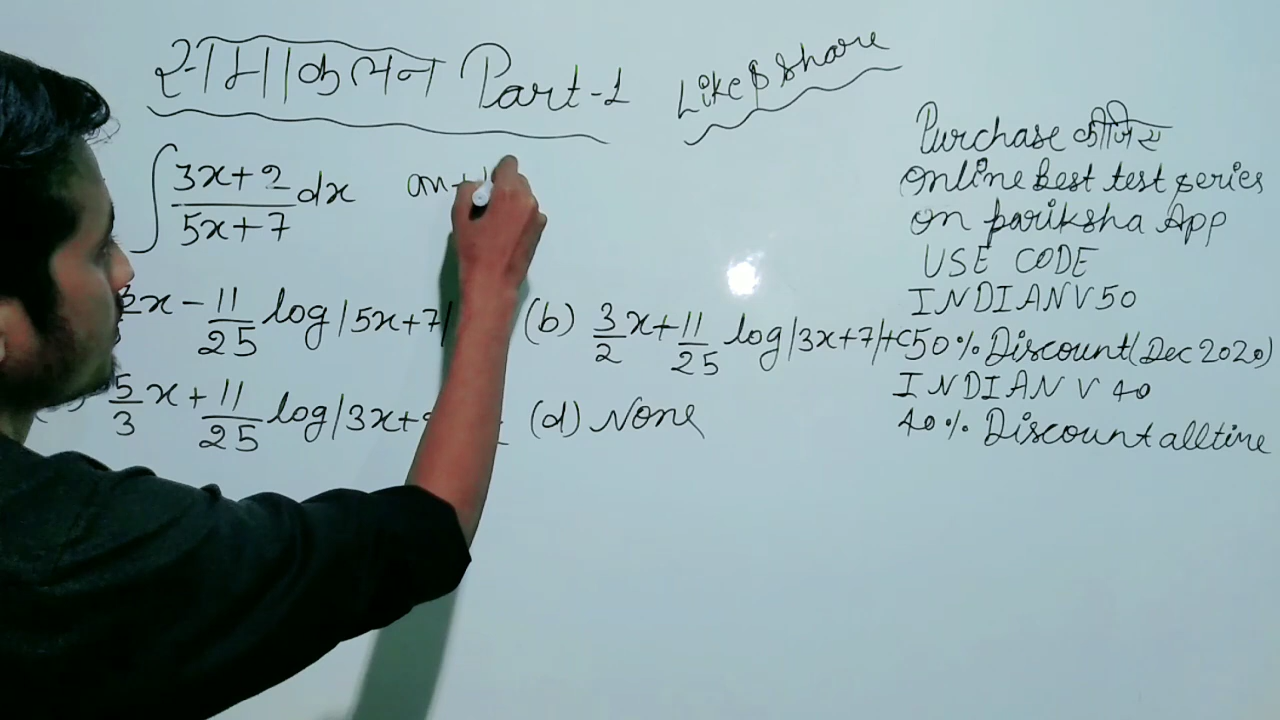 समाकलन Part-1 Like & Share
∫ 3x+2/5x+7 dx an+
x - 11/25 log|5x+7|
(b) 3/2 x + 11/25 log|3x+7|+c
5/3 x + 11/25 log|3x+
(d) None
Purchase कीजिए
online Best test series
on pariksha App
USE CODE
INDIANV50
50% Discount(Dec 2020)
INDIANV40
40% Discount alltime